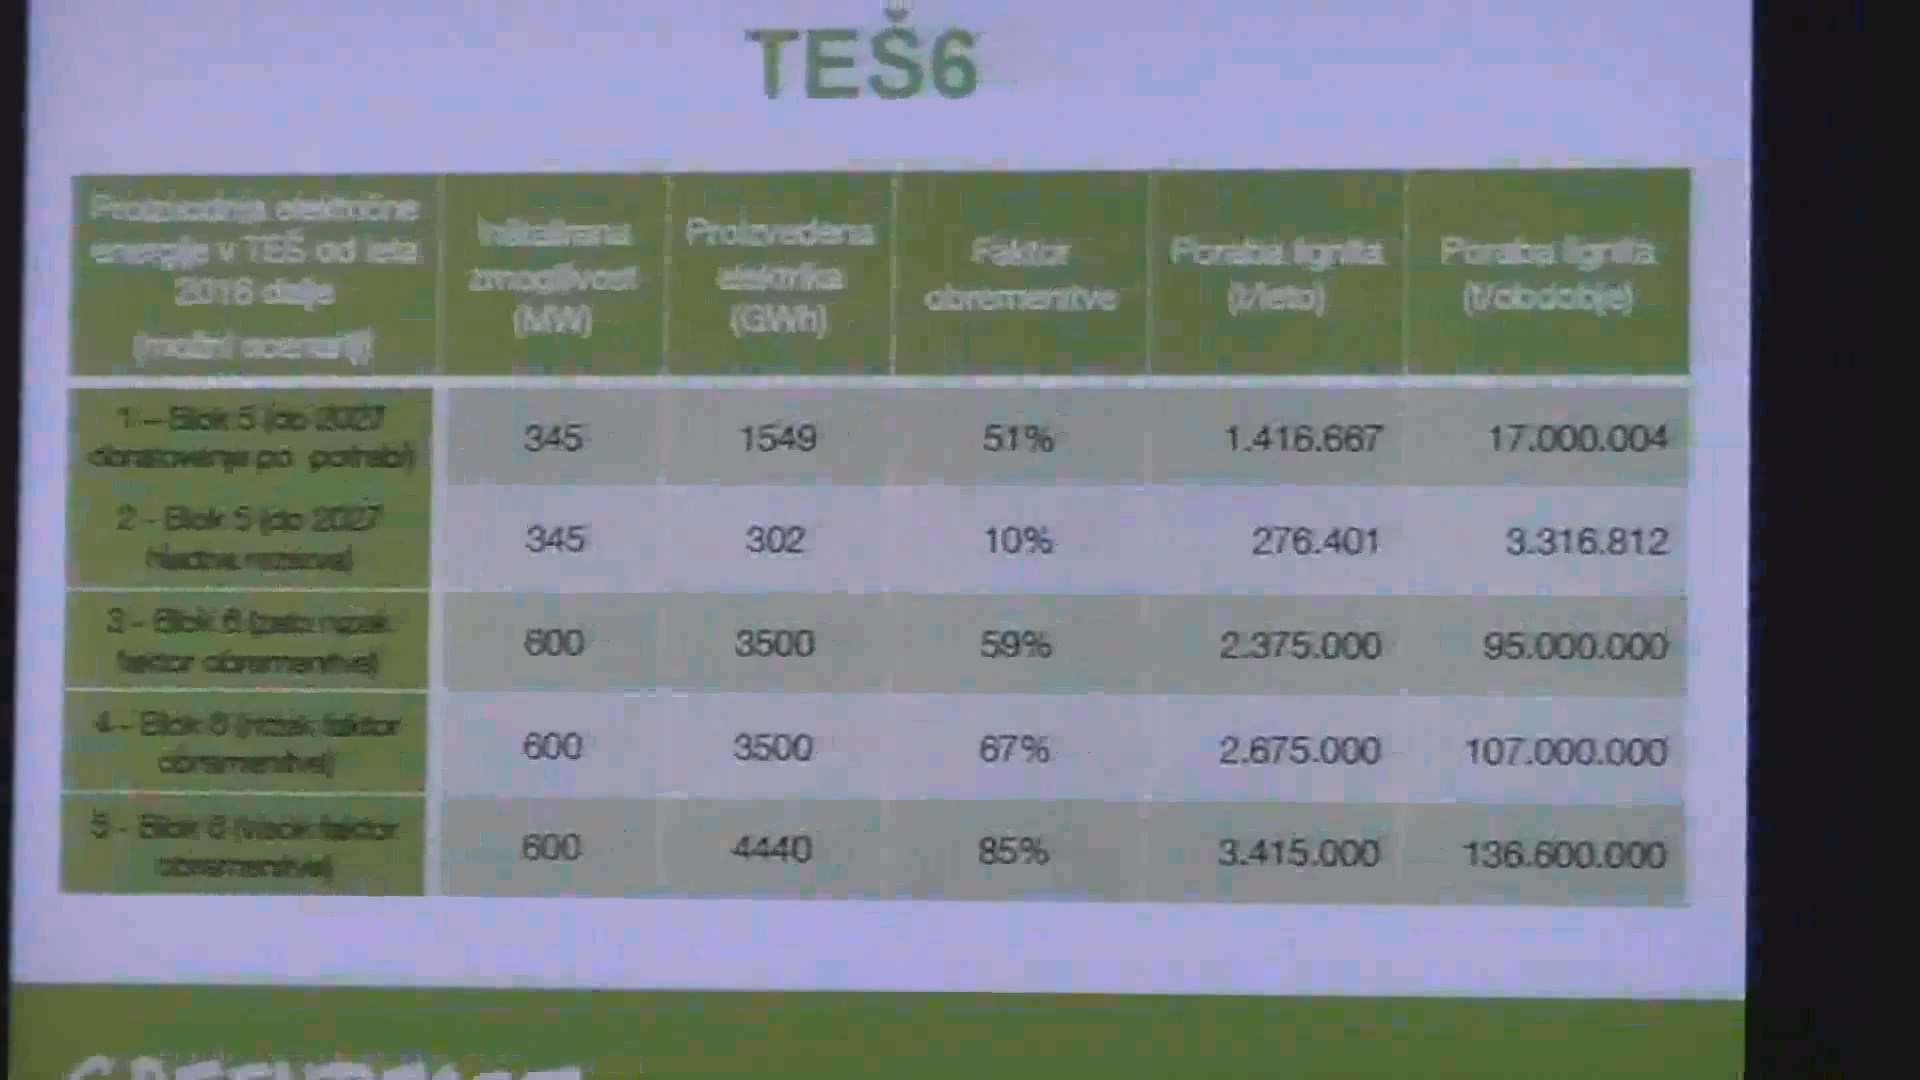 TEŠ6
Proizvodnja električne
energije v TEŠ od leta
2016 dalje
(možni scenariji)
Inštalirana
zmogljivost
(MW)
Proizvedena
elektrika
(GWh)
Faktor
obremenitve
Poraba lignita
(t/leto)
Poraba lignita
(t/obdobje)
1 – Blok 5 (do 2027
obratovanje po potrebi)
345
1549
51%
1.416.667
17.000.004
2 - Blok 5 (do 2027
hladna rezerva)
345
302
10%
276.401
3.316.812
3 - Blok 6 (zelo nizek
faktor obremenitve)
600
3500
59%
2.375.000
95.000.000
4 - Blok 6 (nizek faktor
obremenitve)
600
3500
67%
2.675.000
107.000.000
5 - Blok 6 (visok faktor
obremenitve)
600
4440
85%
3.415.000
136.600.000